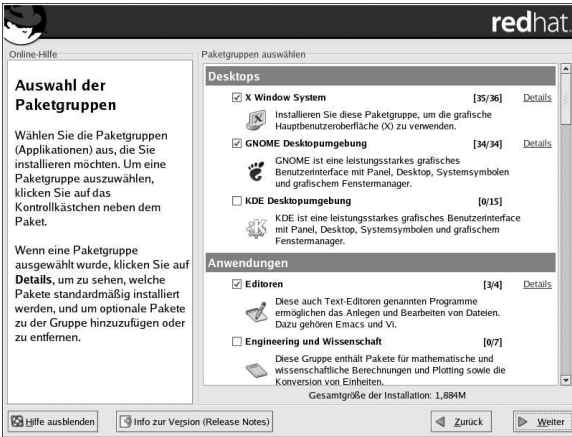 redhat.
Online-Hilfe
Auswahl der
Paketgruppen
Wählen Sie die Paketgruppen
(Applikationen) aus, die Sie
installieren möchten. Um eine
Paketgruppe auszuwählen,
klicken Sie auf das
Kontrollkästchen neben dem
Paket.
Wenn eine Paketgruppe
ausgewählt wurde, klicken Sie auf
Details, um zu sehen, welche
Pakete standardmäßig installiert
werden, und um optionale Pakete
zu der Gruppe hinzuzufügen oder
zu entfernen.
Paketgruppen auswählen
Desktops
X Window System [35/36] Details
Installieren Sie diese Paketgruppe, um die grafische
Hauptbenutzeroberfläche (X) zu verwenden.
GNOME Desktopumgebung [34/34] Details
GNOME ist eine leistungsstarkes grafisches
Benutzerinterface mit Panel, Desktop, Systemsymbolen
und grafischem Fenstermanager.
KDE Desktopumgebung [0/15]
KDE ist eine leistungsstarkes grafisches Benutzerinterface
mit Panel, Desktop, Systemsymbolen und grafischem
Fenstermanager.
Anwendungen
Editoren [3/4] Details
Diese auch Text-Editoren genannten Programme
ermöglichen das Anlegen und Bearbeiten von Dateien.
Dazu gehören Emacs und Vi.
Engineering und Wissenschaft [0/7]
Diese Gruppe enthält Pakete für mathematische und
wissenschaftliche Berechnungen und Plotting sowie die
Konversion von Einheiten.
Gesamtgröße der Installation: 1,884M
Hilfe ausblenden
Info zur Version (Release Notes)
Zurück
Weiter